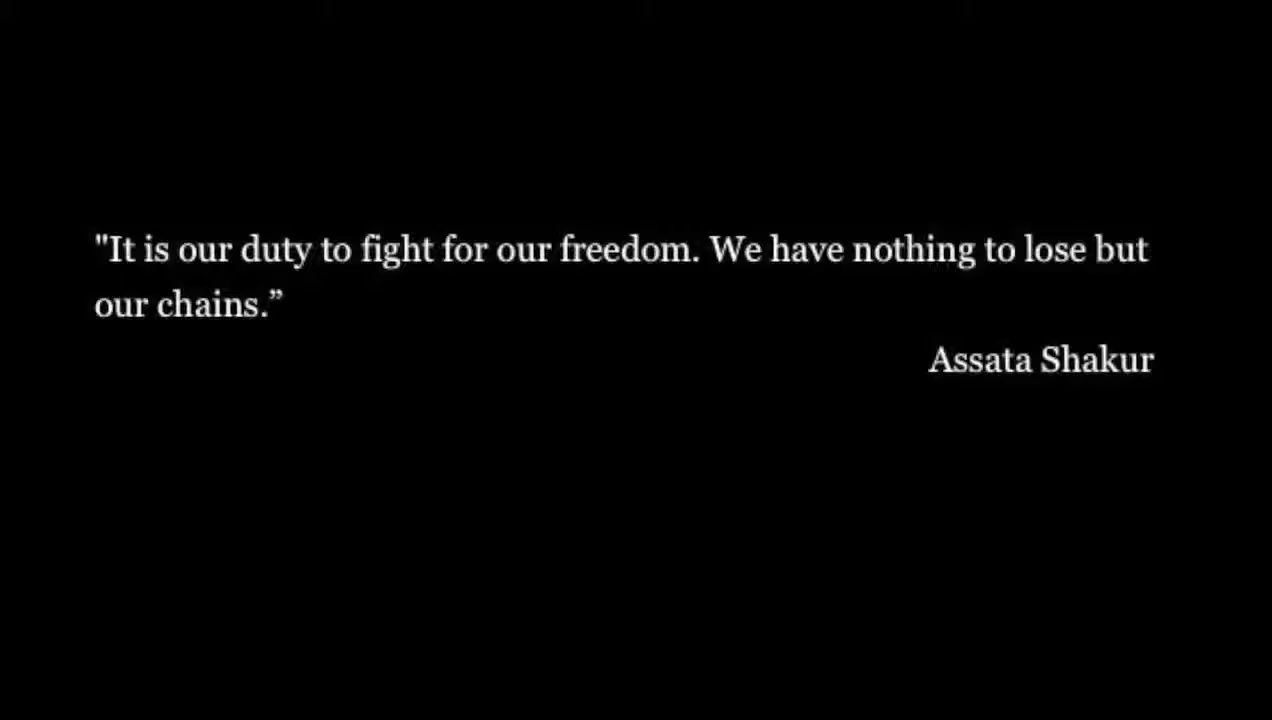 "It is our duty to fight for our freedom. We have nothing to lose but
our chains.”
Assata Shakur